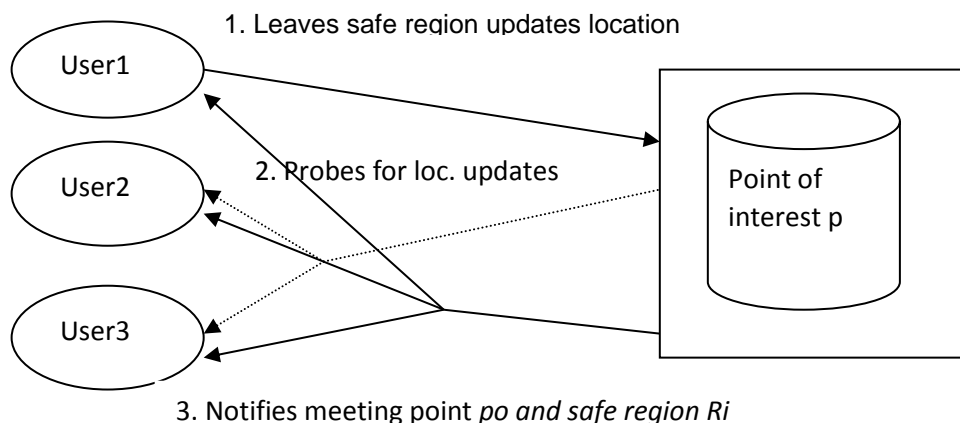 1. Leaves safe region updates location
User1
2. Probes for loc. updates
User2
Point of
interest p
User3
3. Notifies meeting point po and safe region Ri